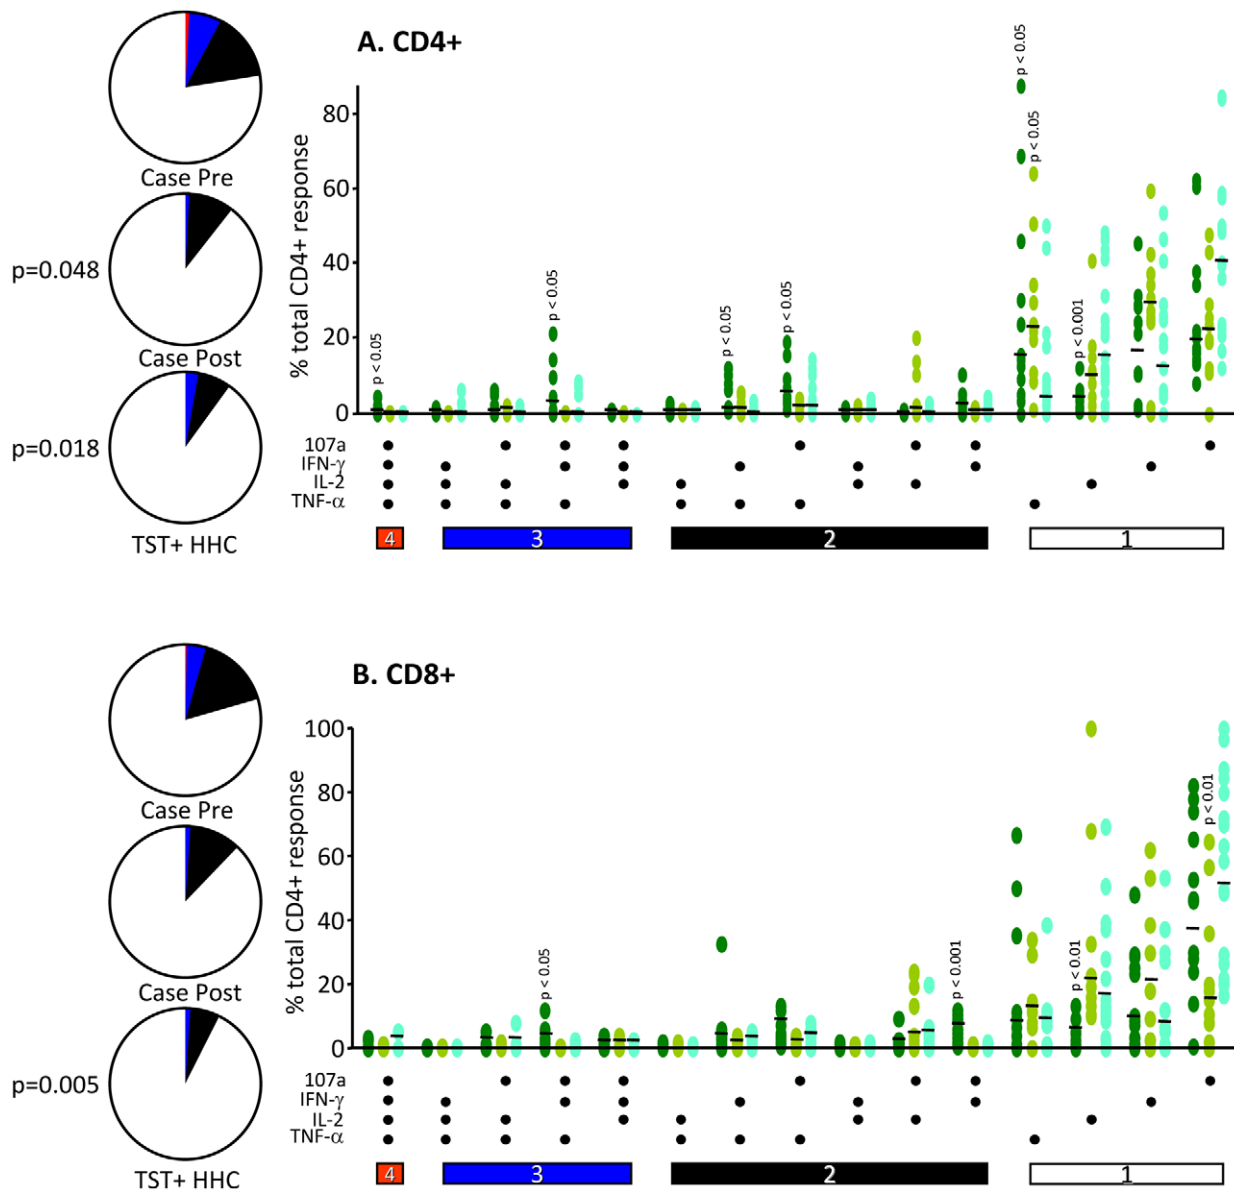 A. CD4+
Case Pre
p=0.048
Case Post
p=0.018
TST+ HHC
% total CD4+ response
80
60
40
20
0
p < 0.05
p < 0.05
p < 0.05
p < 0.05
p < 0.05
p < 0.05
p < 0.001
107a
IFN-γ
IL-2
TNF-α
4
3
2
1
B. CD8+
Case Pre
Case Post
p=0.005
TST+ HHC
% total CD4+ response
100
80
60
40
20
0
p < 0.05
p < 0.001
p < 0.01
p < 0.01
107a
IFN-γ
IL-2
TNF-α
4
3
2
1